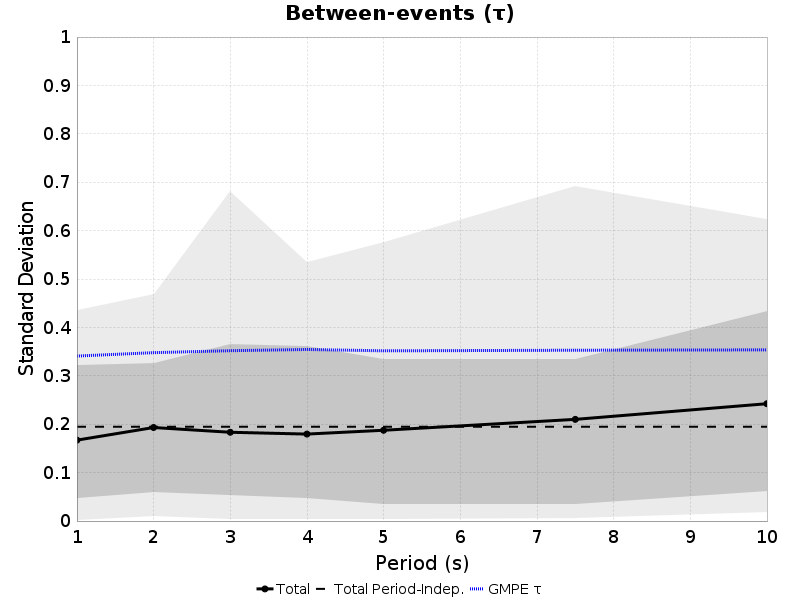 Between-events (τ)
1
0.9
0.8
0.7
0.6
0.5
0.4
0.3
0.2
0.1
0
Standard Deviation
1 2 3 4 5 6 7 8 9 10
Period (s)
Total Total Period-Indep. GMPE τ